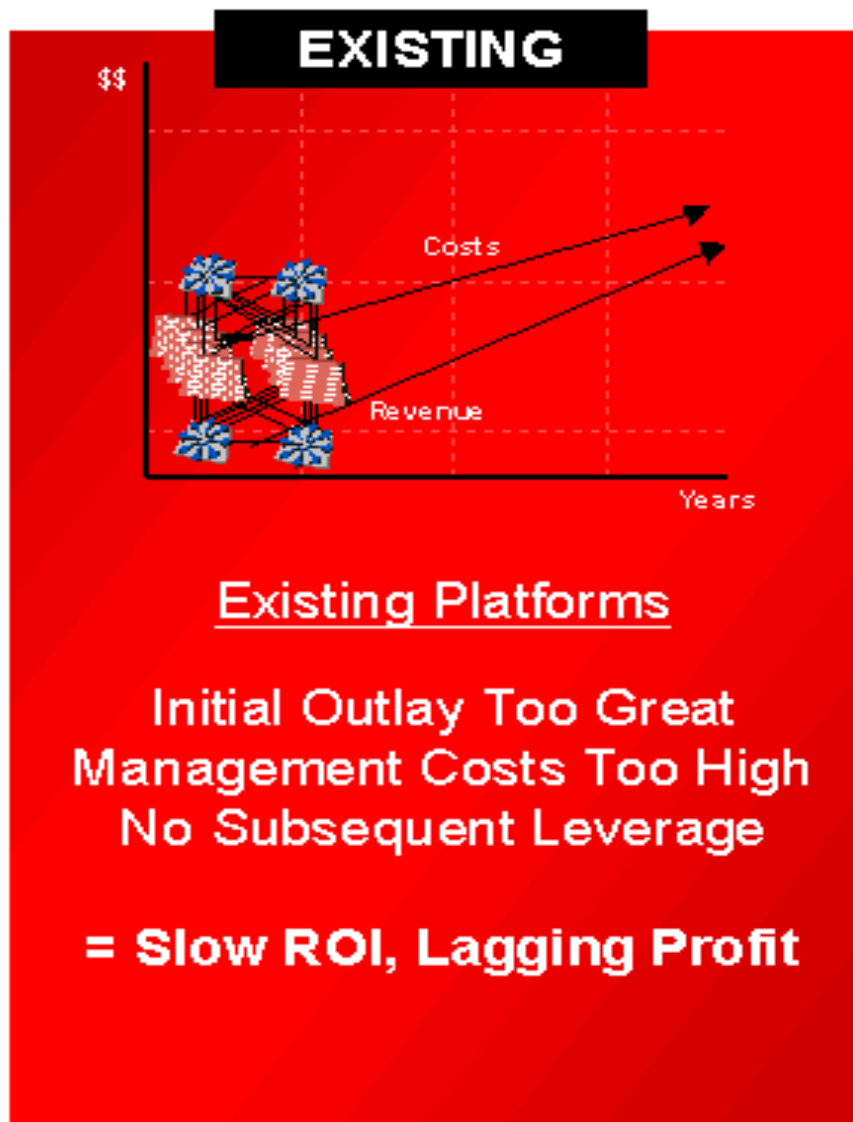 EXISTING
$$
Costs
Revenue
Years
Existing Platforms
Initial Outlay Too Great
Management Costs Too High
No Subsequent Leverage
= Slow ROI, Lagging Profit